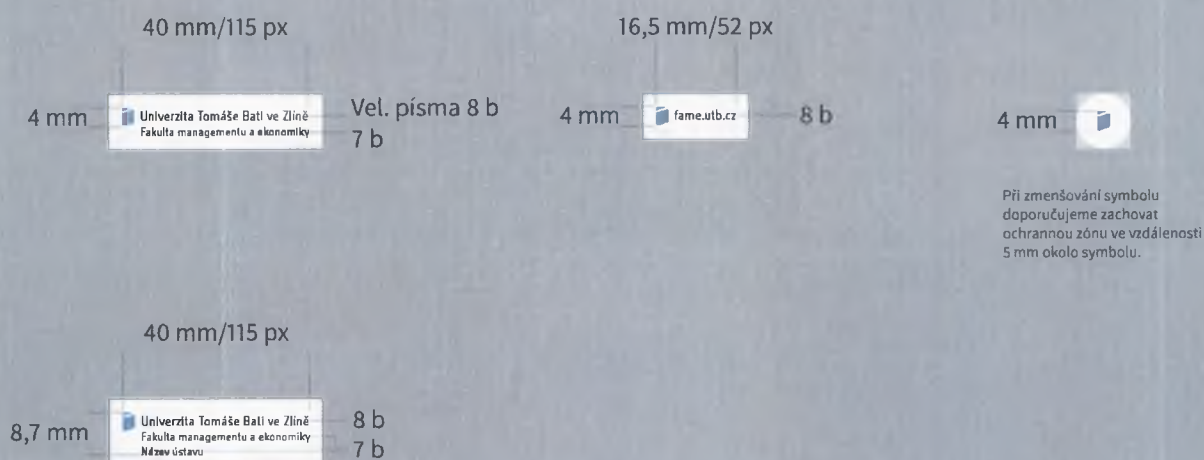 40 mm/115 px
4 mm
Univerzita Tomáše Bati ve Zlíně
Fakulta managementu a ekonomiky
Vel. písma 8 b
7 b
16,5 mm/52 px
4 mm
fame.utb.cz
8 b
4 mm
Při zmenšování symbolu
doporučujeme zachovat
ochrannou zónu ve vzdálenosti
5 mm okolo symbolu.
40 mm/115 px
8,7 mm
Univerzita Tomáše Bati ve Zlíně
Fakulta managementu a ekonomiky
Název ústavu
8 b
7 b